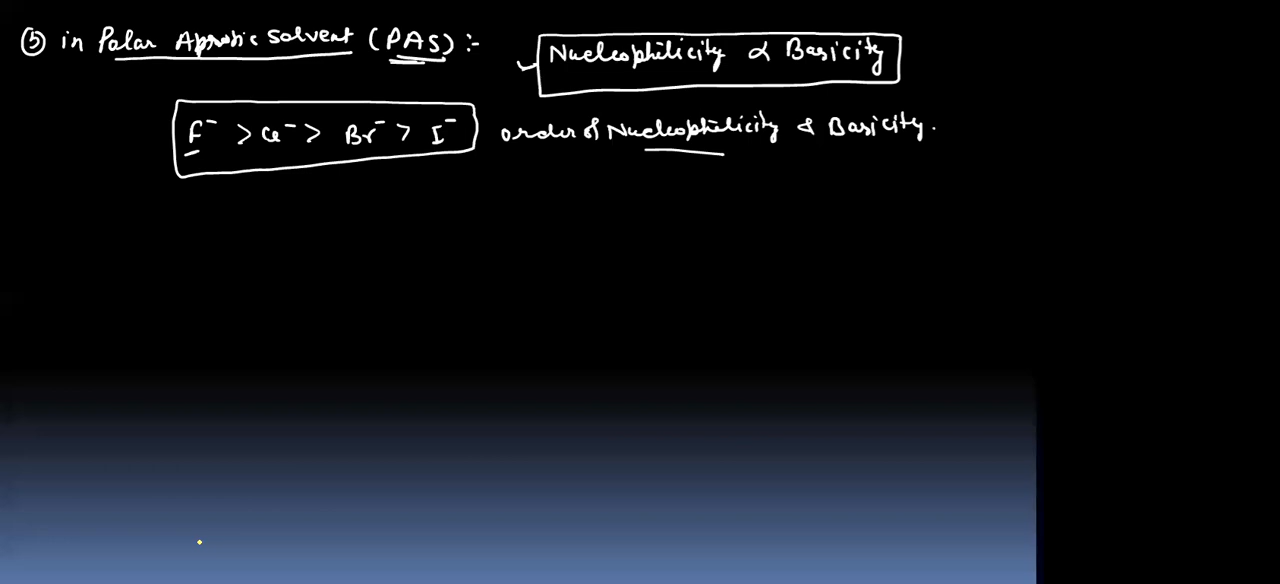 ⑤ in Polar Aprotic Solvent (PAS) :-
Nucleophilicity α Basicity
F⁻ > Cl⁻ > Br⁻ > I⁻ order of Nucleophilicity & Basicity.